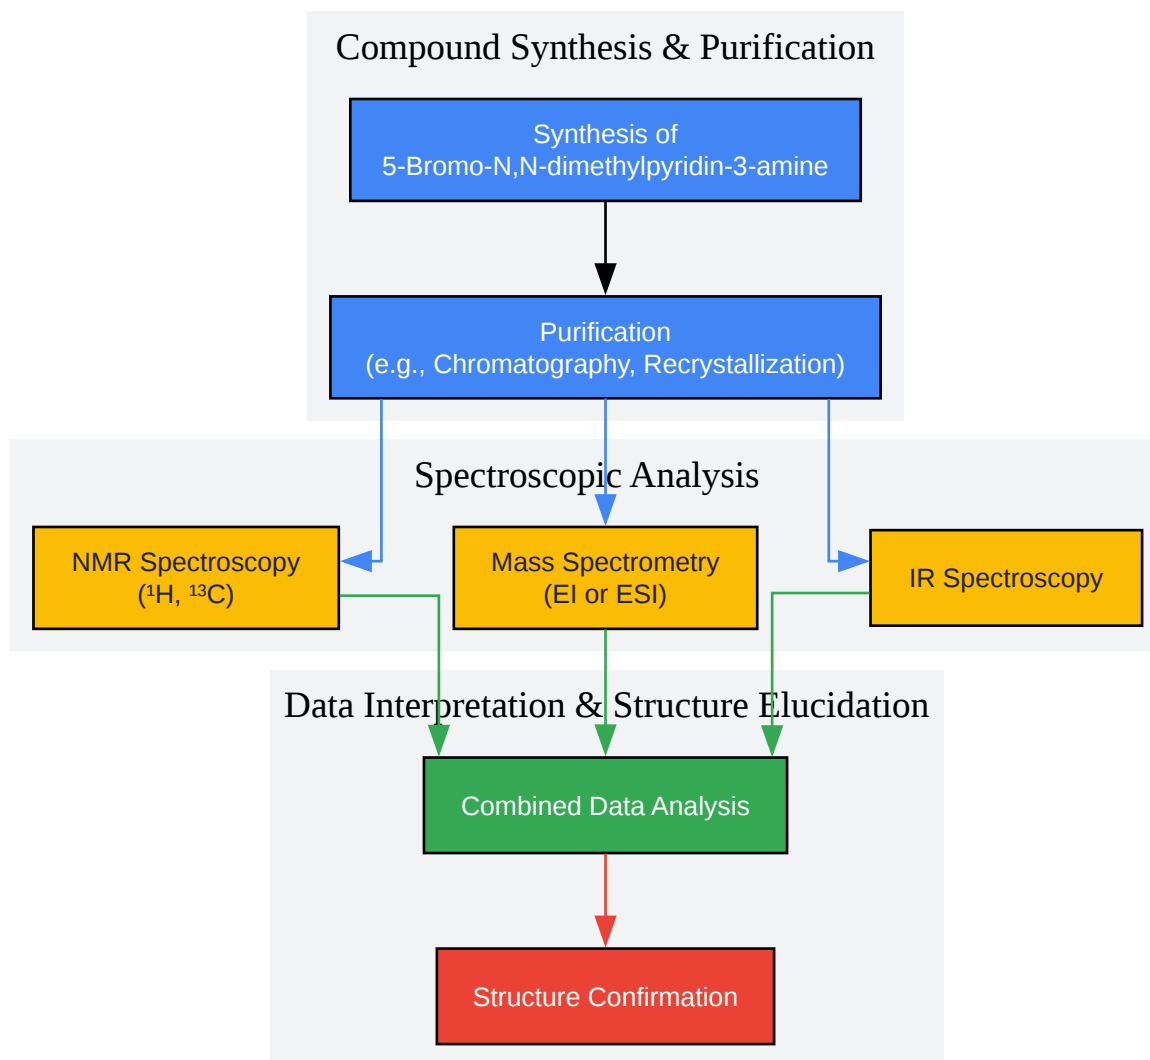 Compound Synthesis & Purification
Synthesis of
5-Bromo-N,N-dimethylpyridin-3-amine
Purification
(e.g., Chromatography, Recrystallization)
Spectroscopic Analysis
NMR Spectroscopy
(¹H, ¹³C)
Mass Spectrometry
(EI or ESI)
IR Spectroscopy
Data Interpretation & Structure Elucidation
Combined Data Analysis
Structure Confirmation